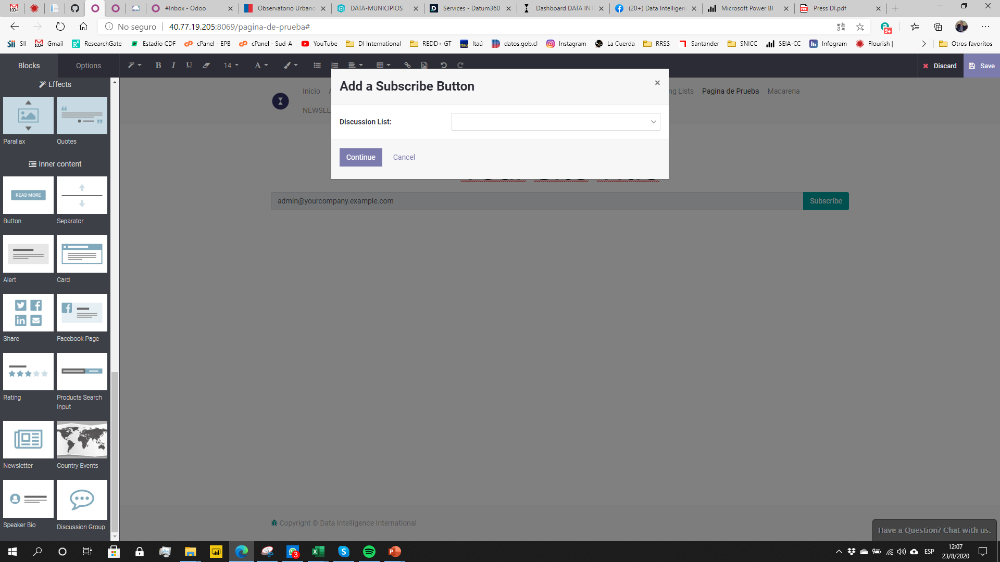 100+
#Inbox - Odoo
Observatorio Urbano
DATA-MUNICIPIOS
Services - Datum360
Dashboard DATA INT
(20+) Data Intelligenc
Microsoft Power BI
Press DI.pdf
No seguro
40.77.19.205:8069/pagina-de-prueba#
9+
SII
100+
Gmail
ResearchGate
Estadio CDF
cPanel - EPB
cPanel - Sud-A
YouTube
DI International
REDD+ GT
Itaú
Itaú
datos.gob.cl
Instagram
La Cuerda
RRSS
Santander
SNICC
SEIA-CC
Infogram
Flourish |
Otros favoritos
Blocks
Options
B I U
14
A
Discard
Save
Add a Subscribe Button
×
Discussion List:
Continue
Cancel
Inicio
ng Lists
Pagina de Prueba
Macarena
NEWSLE
admin@yourcompany.example.com
Subscribe
Effects
Parallax
Quotes
Inner content
READ MORE
Button
Separator
Alert
Card
Share
Facebook Page
Rating
Products Search
Input
Newsletter
Country Events
Speaker Bio
Discussion Group
Copyright © Data Intelligence International
Have a Question? Chat with us.
3
ESP
12:07
23/8/2020